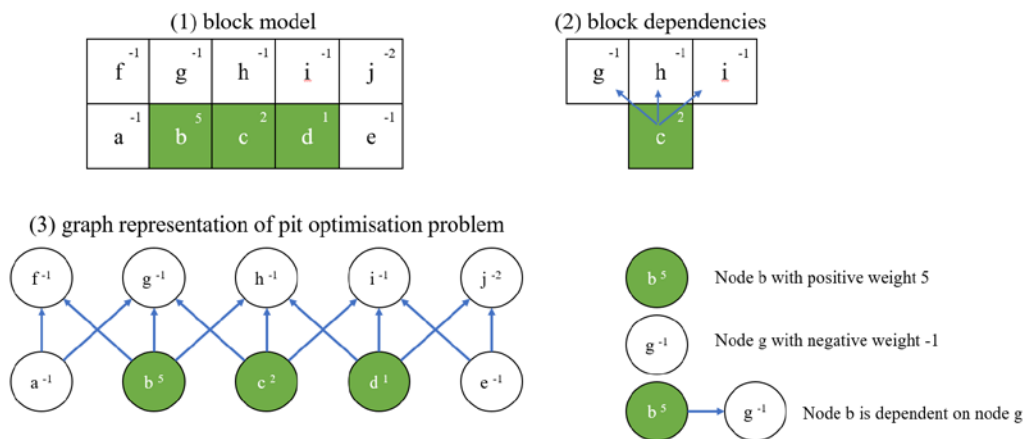 (1) block model
(2) block dependencies
f -1 g -1 h -1 i -1 j -2
a -1 b 5 c 2 d 1 e -1
g -1 h -1 i -1
c 2
(3) graph representation of pit optimisation problem
f -1 g -1 h -1 i -1 j -2
a -1 b 5 c 2 d 1 e -1
b 5 Node b with positive weight 5
g -1 Node g with negative weight -1
b 5 g -1 Node b is dependent on node g